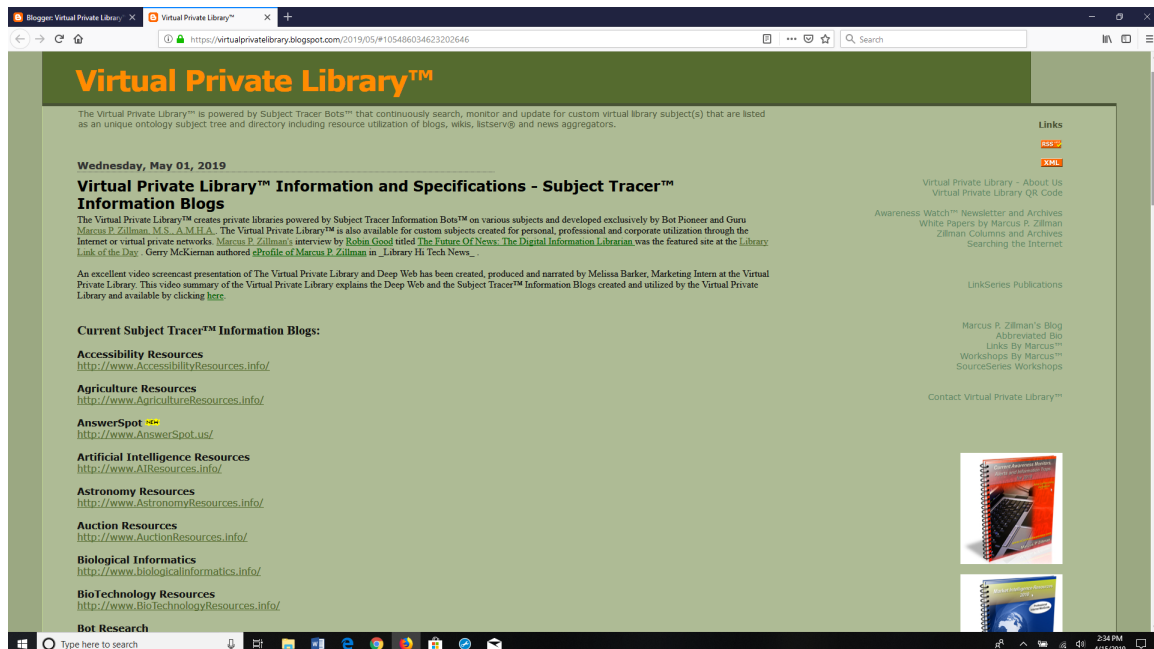 Blogger: Virtual Private Library
Virtual Private Library™
https://virtualprivatelibrary.blogspot.com/2019/05/#105486034623202646
Search
Virtual Private Library™
The Virtual Private Library™ is powered by Subject Tracer Bots™ that continuously search, monitor and update for custom virtual library subject(s) that are listed
as an unique ontology subject tree and directory including resource utilization of blogs, wikis, listserv® and news aggregators.
Wednesday, May 01, 2019
Virtual Private Library™ Information and Specifications - Subject Tracer™
Information Blogs
The Virtual Private Library™ creates private libraries powered by Subject Tracer Information Bots™ on various subjects and developed exclusively by Bot Pioneer and Guru
Marcus P. Zillman, M.S., A.M.H.A.. The Virtual Private Library™ is also available for custom subjects created for personal, professional and corporate utilization through the
Internet or virtual private networks. Marcus P. Zillman's interview by Robin Good titled The Future Of News: The Digital Information Librarian was the featured site at the Library
Link of the Day . Gerry McKiernan authored eProfile of Marcus P. Zillman in _Library Hi Tech News_ .
An excellent video screencast presentation of The Virtual Private Library and Deep Web has been created, produced and narrated by Melissa Barker, Marketing Intern at the Virtual
Private Library. This video summary of the Virtual Private Library explains the Deep Web and the Subject Tracer™ Information Blogs created and utilized by the Virtual Private
Library and available by clicking here.
Current Subject Tracer™ Information Blogs:
Accessibility Resources
http://www.AccessibilityResources.info/
Agriculture Resources
http://www.AgricultureResources.info/
AnswerSpot NEW
http://www.AnswerSpot.us/
Artificial Intelligence Resources
http://www.AIResources.info/
Astronomy Resources
http://www.AstronomyResources.info/
Auction Resources
http://www.AuctionResources.info/
Biological Informatics
http://www.biologicalinformatics.info/
BioTechnology Resources
http://www.BioTechnologyResources.info/
Bot Research
Links
RSS
XML
Virtual Private Library - About Us
Virtual Private Library QR Code
Awareness Watch™ Newsletter and Archives
White Papers by Marcus P. Zillman
Zillman Columns and Archives
Searching the Internet
LinkSeries Publications
Marcus P. Zillman's Blog
Abbreviated Bio
Links By Marcus™
Workshops By Marcus™
SourceSeries Workshops
Contact Virtual Private Library™
Type here to search
2:34 PM
4/15/2019